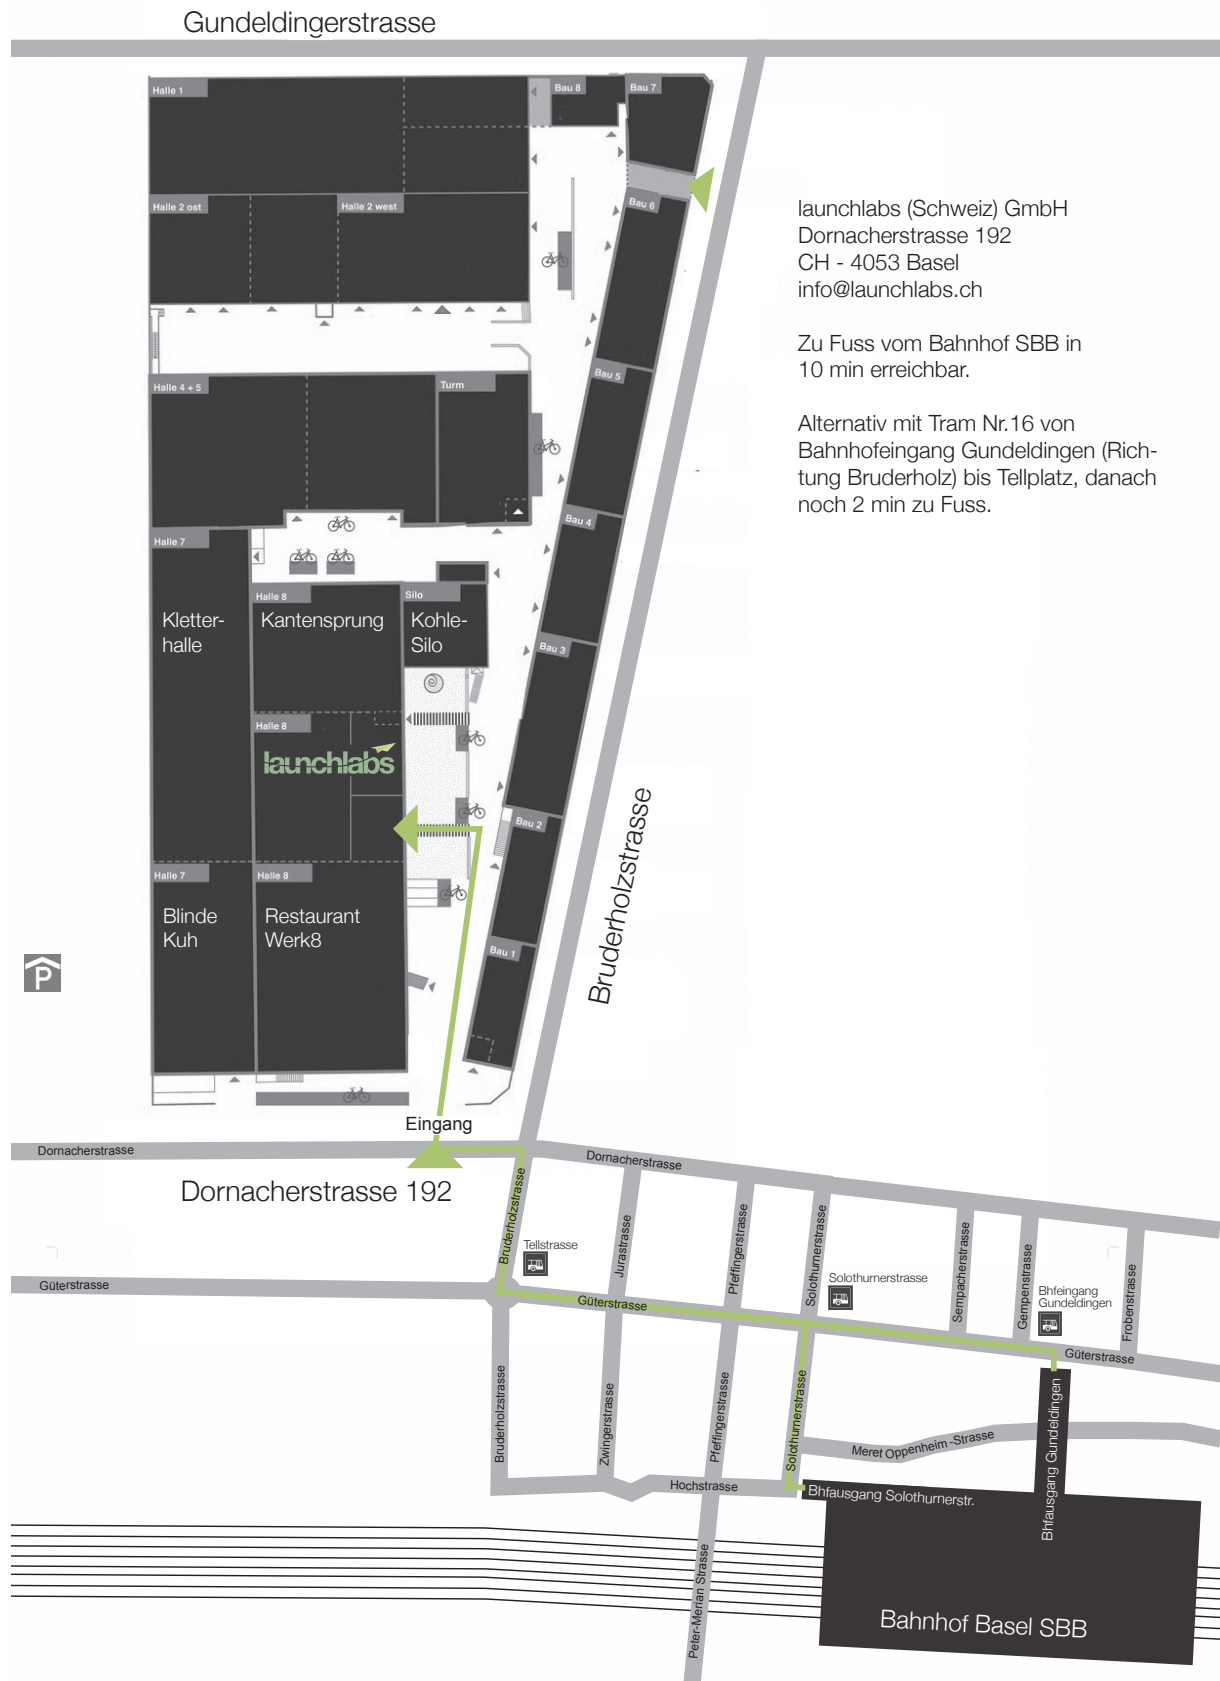 Gundeldingerstrasse
Halle 1
Bau 8
Bau 7
Halle 2 ost
Halle 2 west
Bau 6
launchlabs (Schweiz) GmbH
Dornacherstrasse 192
CH - 4053 Basel
info@launchlabs.ch
Zu Fuss vom Bahnhof SBB in
10 min erreichbar.
Alternativ mit Tram Nr.16 von
Bahnhofeingang Gundeldingen (Rich-
tung Bruderholz) bis Tellplatz, danach
noch 2 min zu Fuss.
Halle 4 + 5
Turm
Bau 5
Bau 4
Halle 7
Kletter-
halle
Halle 8
Kantensprung
Silo
Kohle-
Silo
Bau 3
Halle 8
launchlabs
Bau 2
Bruderholzstrasse
Halle 7
Blinde
Kuh
Halle 8
Restaurant
Werk8
Bau 1
P
Eingang
Dornacherstrasse
Dornacherstrasse
Dornacherstrasse 192
Bruderholzstrasse
Tellstrasse
Jurastrasse
Pfeffingerstrasse
Solothurnerstrasse
Solothurnerstrasse
Sempacherstrasse
Gempenstrasse
Bhfeingang
Gundeldingen
Frobenstrasse
Güterstrasse
Güterstrasse
Güterstrasse
Bruderholzstrasse
Zwingerstrasse
Pfeffingerstrasse
Solothurnerstrasse
Meret Oppenheim-Strasse
Hochstrasse
Bhfausgang Solothurnerstr.
Bhfausgang Gundeldingen
Peter-Merian Strasse
Bahnhof Basel SBB